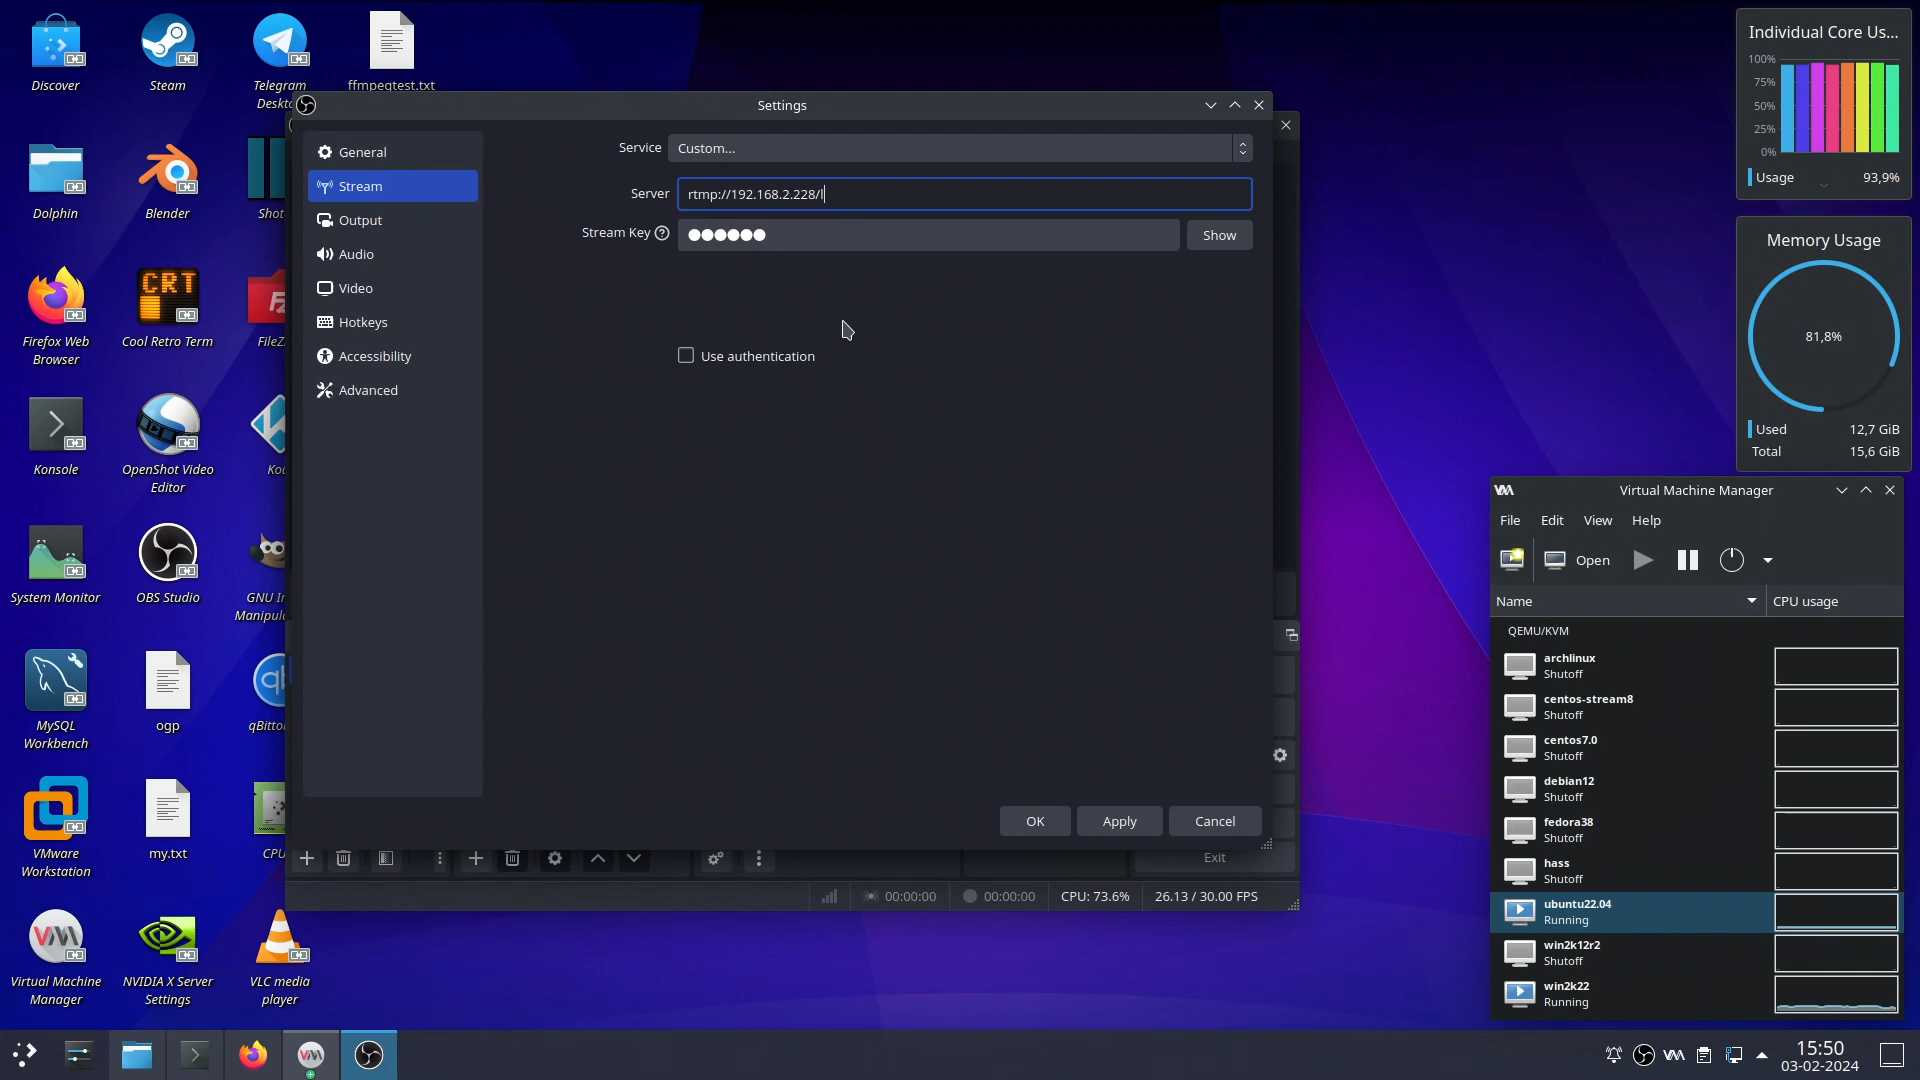 Discover
Steam
Telegram
Deskto
ffmpegtest.txt
Dolphin
Blender
Shot
Firefox Web
Browser
Cool Retro Term
CRT
FileZ
Konsole
OpenShot Video
Editor
Ko
System Monitor
OBS Studio
GNU I
Manipul
MySQL
Workbench
ogp
qb
qBitto
VMware
Workstation
my.txt
CPU
Virtual Machine
Manager
NVIDIA X Server
Settings
VLC media
player
Settings
General
Stream
Output
Audio
Video
Hotkeys
Accessibility
Advanced
Service
Custom...
Server
rtmp://192.168.2.228/l
Stream Key
Show
Use authentication
OK
Apply
Cancel
Exit
00:00:00
00:00:00
CPU: 73.6%
26.13 / 30.00 FPS
Individual Core Us...
100%
75%
50%
25%
0%
Usage
93,9%
Memory Usage
81,8%
Used
12,7 GiB
Total
15,6 GiB
Virtual Machine Manager
File
Edit
View
Help
Open
Name
CPU usage
QEMU/KVM
archlinux
Shutoff
centos-stream8
Shutoff
centos7.0
Shutoff
debian12
Shutoff
fedora38
Shutoff
hass
Shutoff
ubuntu22.04
Running
win2k12r2
Shutoff
win2k22
Running
15:50
03-02-2024